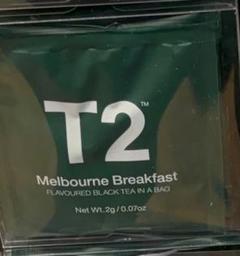 T2™
Melbourne Breakfast
FLAVOURED BLACK TEA IN A BAG
Net Wt.2g / 0.07oz